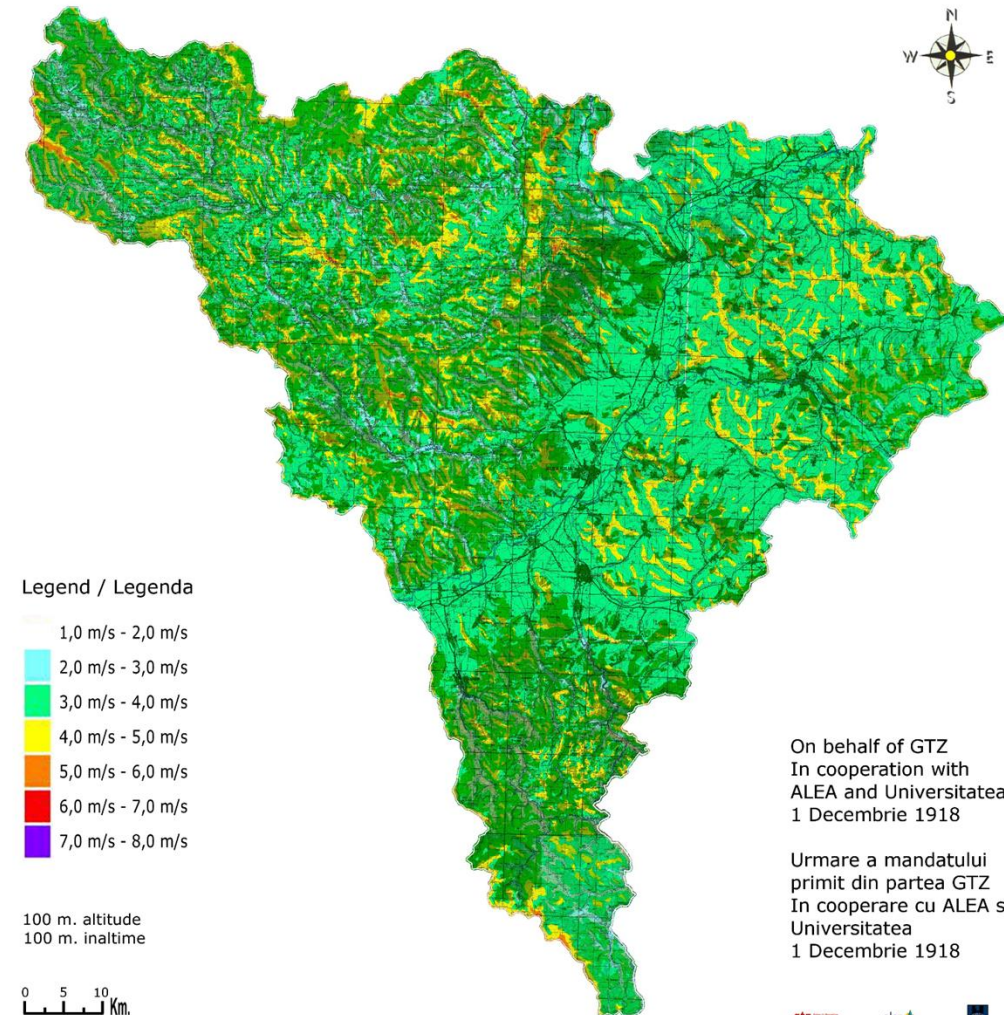 N
W E
S
Legend / Legenda
1,0 m/s - 2,0 m/s
2,0 m/s - 3,0 m/s
3,0 m/s - 4,0 m/s
4,0 m/s - 5,0 m/s
5,0 m/s - 6,0 m/s
6,0 m/s - 7,0 m/s
7,0 m/s - 8,0 m/s
100 m. altitude
100 m. inaltime
0 5 10 Km.
On behalf of GTZ
In cooperation with
ALEA and Universitatea
1 Decembrie 1918
Urmare a mandatului
primit din partea GTZ
In cooperare cu ALEA s
Universitatea
1 Decembrie 1918